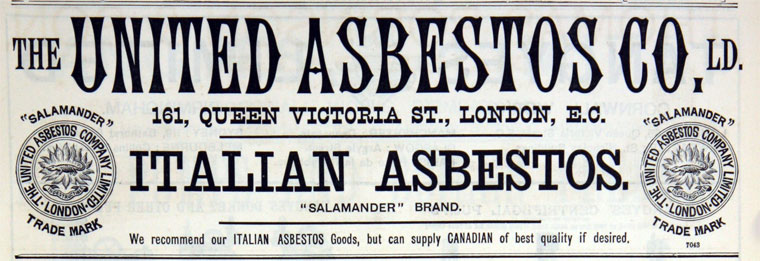 THE UNITED ASBESTOS CO, LD.
161, QUEEN VICTORIA ST., LONDON, E.C.
ITALIAN ASBESTOS.
"SALAMANDER" BRAND.
We recommend our ITALIAN ASBESTOS Goods, but can supply CANADIAN of best quality if desired,
7043
"SALAMANDER"
THE UNITED ASBESTOS COMPANY LIMITED
LONDON
TRADE MARK
"SALAMANDER"
THE UNITED ASBESTOS COMPANY LIMITED
LONDON
TRADE MARK